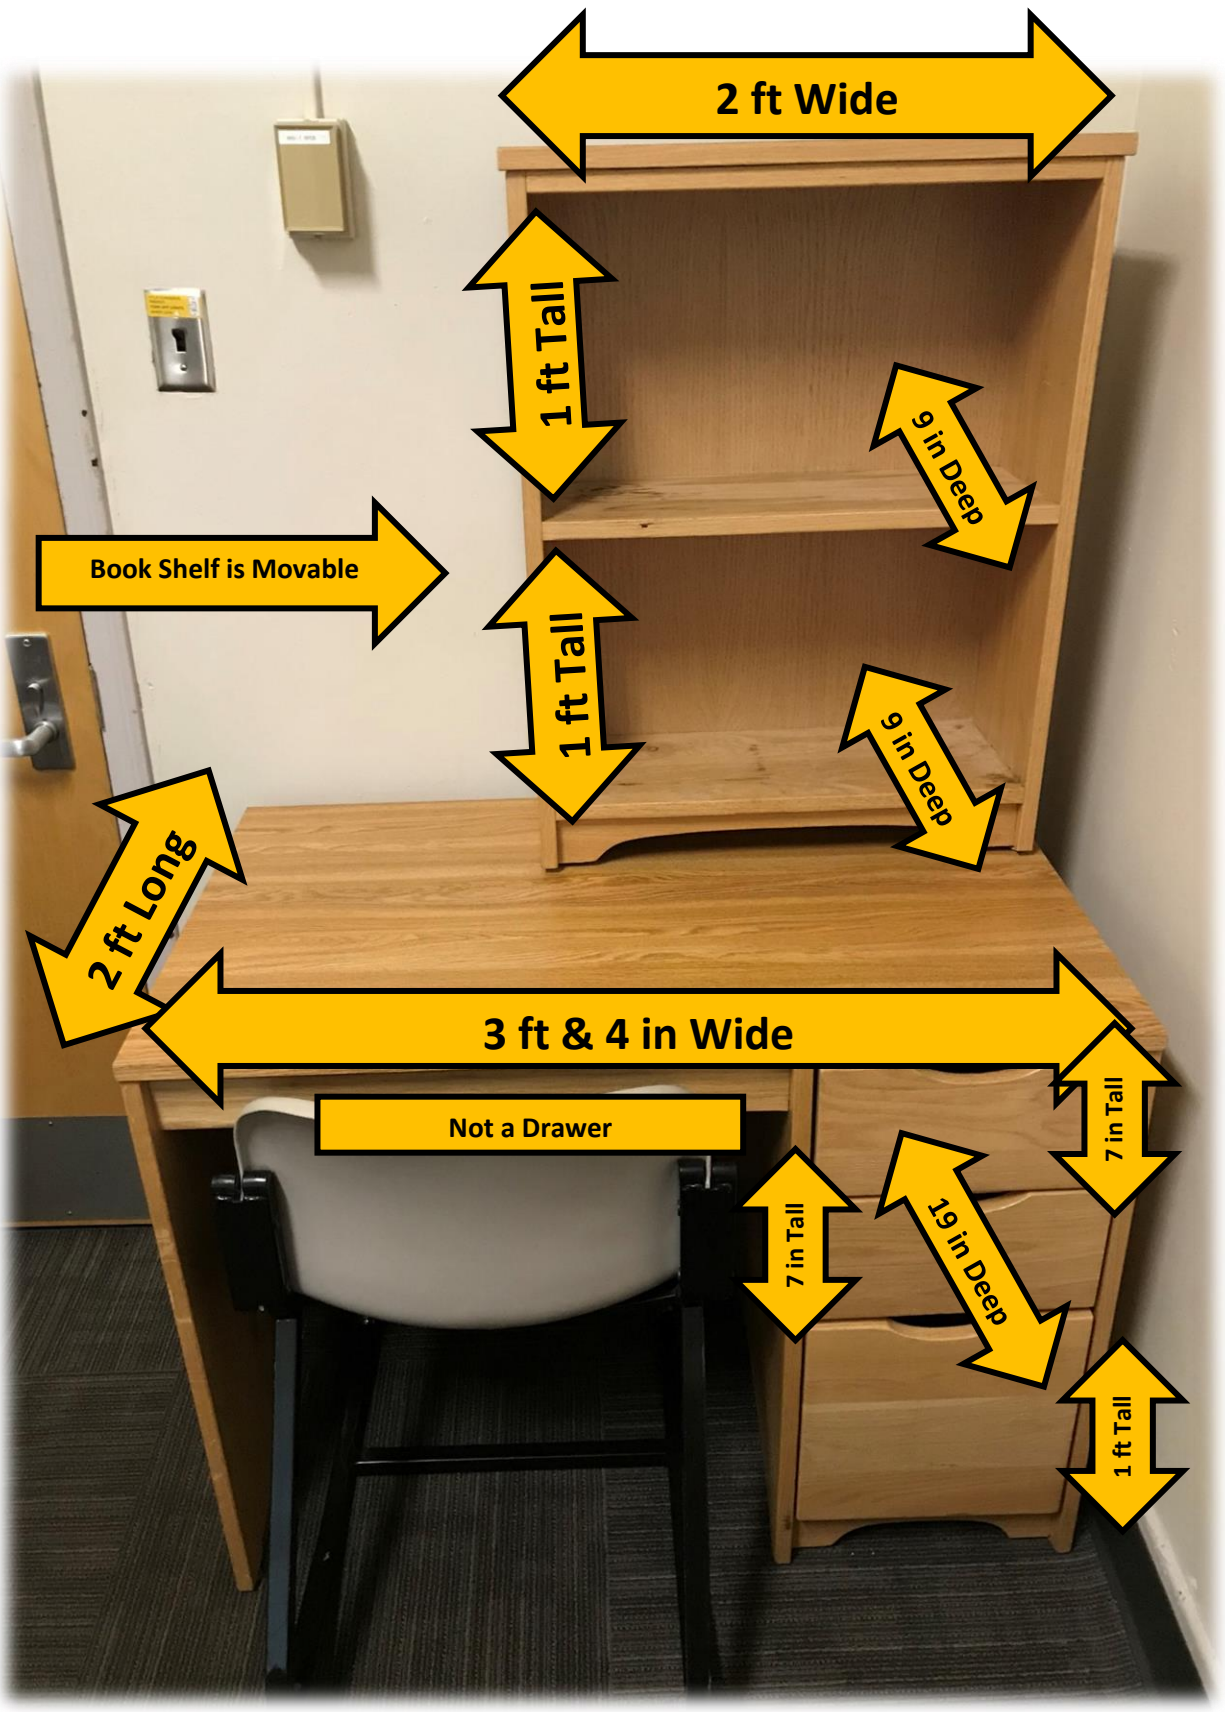 2 ft Wide
1 ft Tall
9 in Deep
Book Shelf is Movable
1 ft Tall
9 in Deep
2 ft Long
3 ft & 4 in Wide
7 in Tall
Not a Drawer
7 in Tall
19 in Deep
1 ft Tall